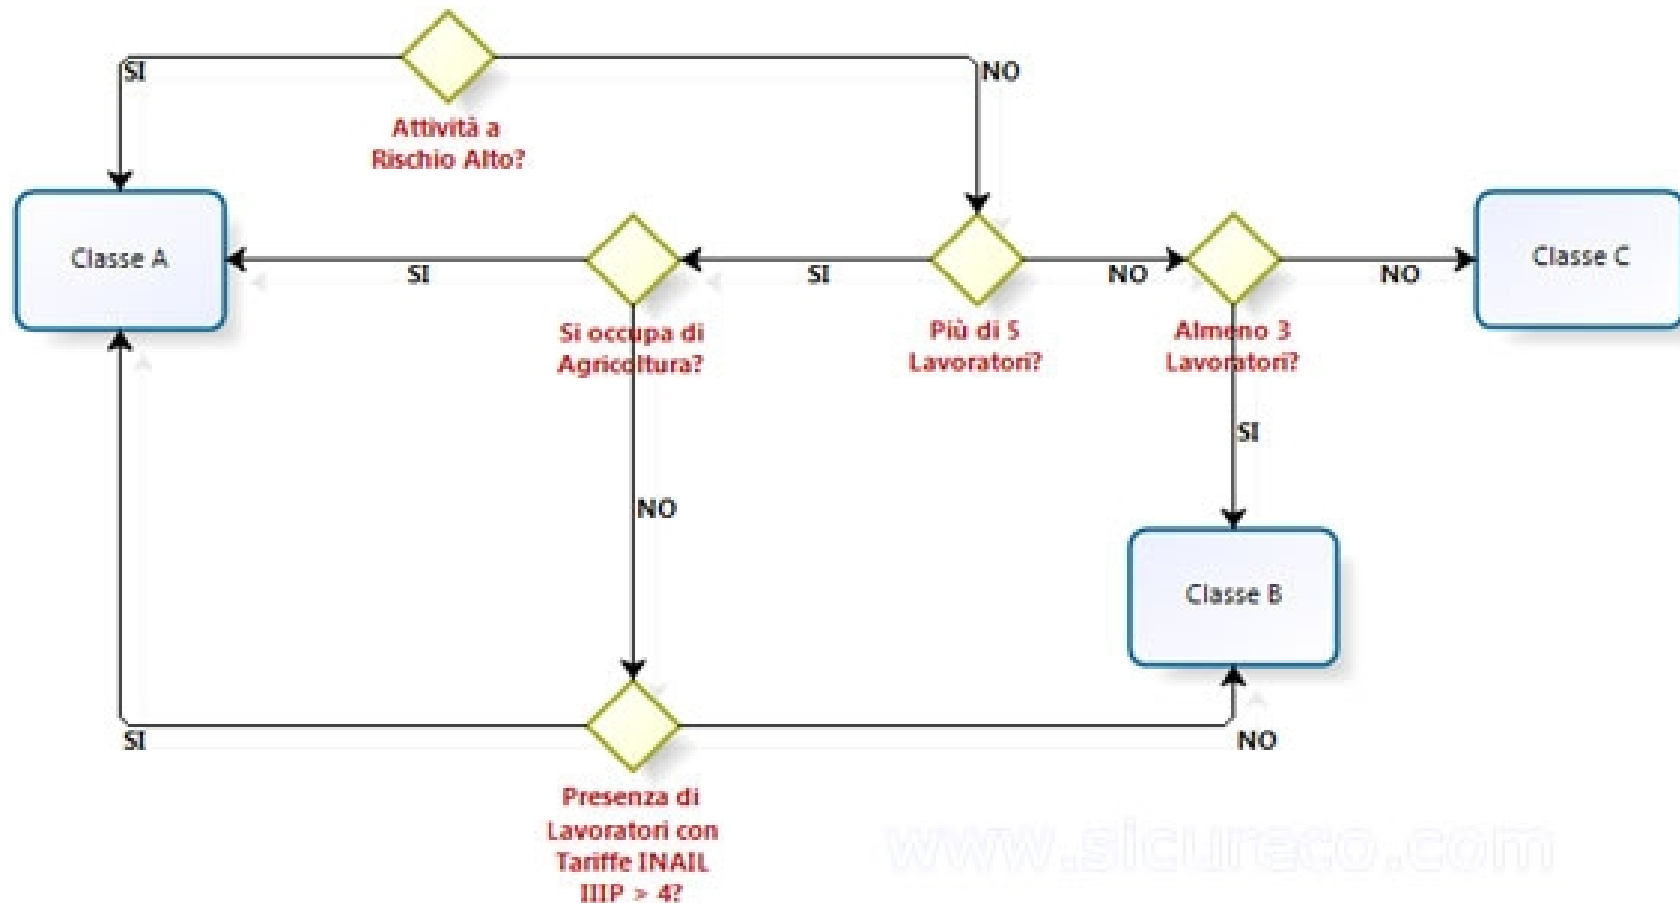 SI
NO
Attività a
Rischio Alto?
Classe A
SI
SI
NO
NO
Classe C
Si occupa di
Agricoltura?
Più di 5
Lavoratori?
Almeno 3
Lavoratori?
SI
NO
Classe B
SI
NO
Presenza di
Lavoratori con
Tariffe INAIL
IIIP > 4?
www.sicureco.com